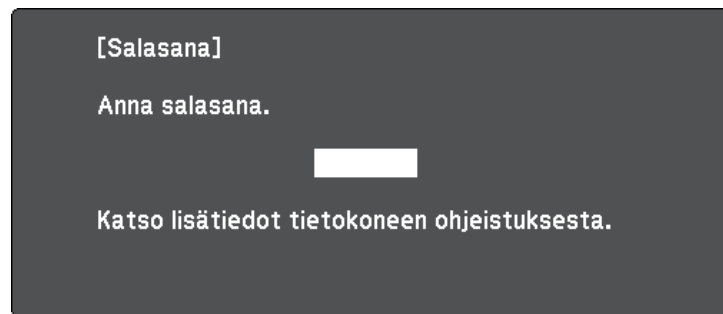 [Salasana]
Anna salasana.
Katso lisätiedot tietokoneen ohjeistuksesta.